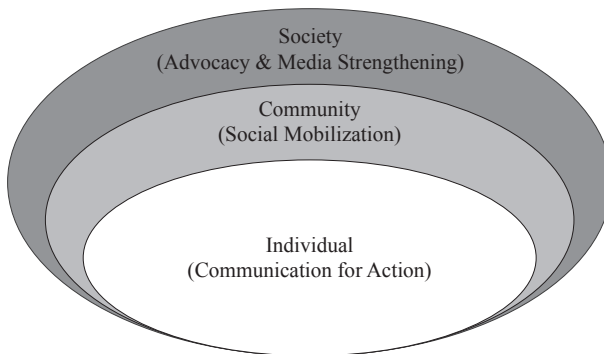 Society
(Advocacy & Media Strengthening)
Community
(Social Mobilization)
Individual
(Communication for Action)